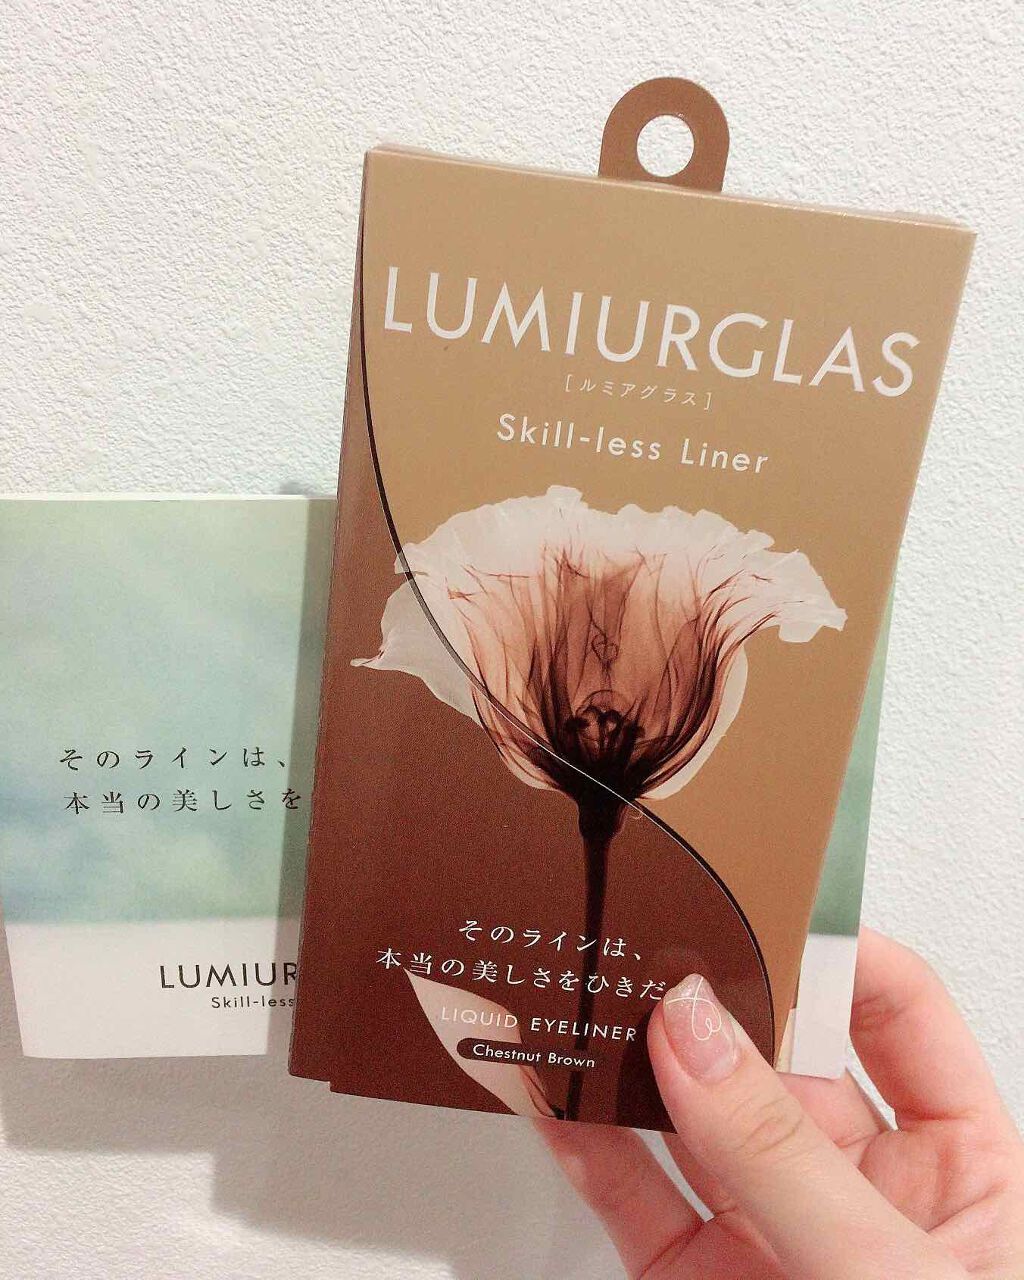 LUMIURGLAS
[ルミアグラス]
Skill-less Liner
そのラインは、
本当の美しさをひきだ
LIQUID EYELINER
Chestnut Brown
そのラインは、
本当の美しさを
LUMIUR
Skill-less